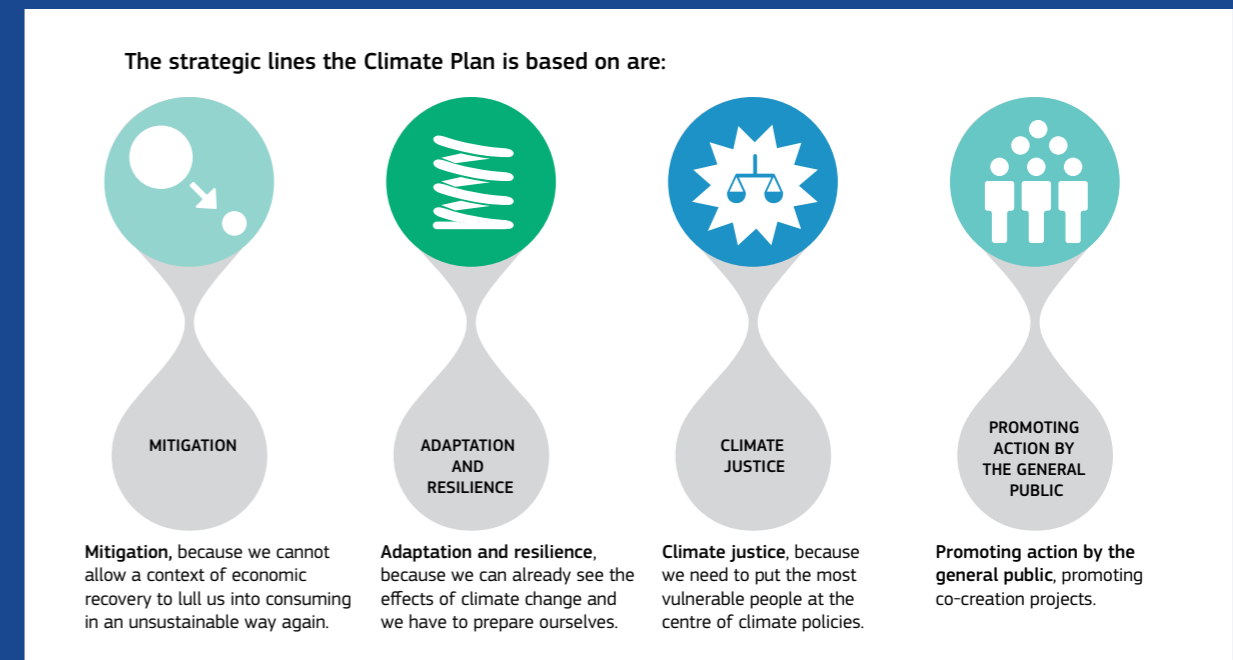 The strategic lines the Climate Plan is based on are:
MITIGATION
ADAPTATION
AND
RESILIENCE
CLIMATE
JUSTICE
PROMOTING
ACTION BY
THE GENERAL
PUBLIC
Mitigation, because we cannot
allow a context of economic
recovery to lull us into consuming
in an unsustainable way again.
Adaptation and resilience,
because we can already see the
effects of climate change and
we have to prepare ourselves.
Climate justice, because
we need to put the most
vulnerable people at the
centre of climate policies.
Promoting action by the
general public, promoting
co-creation projects.